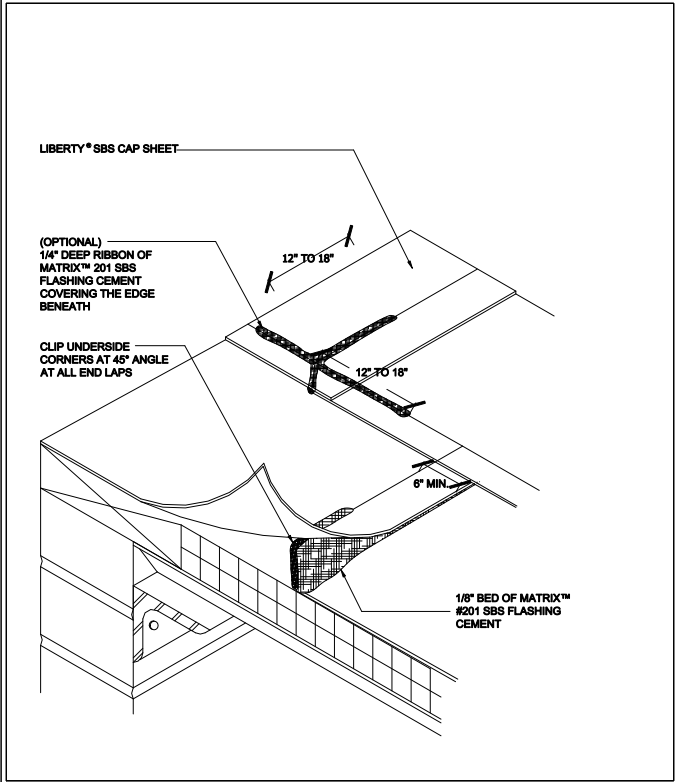 LIBERTY® SBS CAP SHEET
(OPTIONAL)
1/4" DEEP RIBBON OF
MATRIX™ 201 SBS
FLASHING CEMENT
COVERING THE EDGE
BENEATH
12" TO 18"
CLIP UNDERSIDE
CORNERS AT 45° ANGLE
AT ALL END LAPS
12" TO 18"
6" MIN.
1/8" BED OF MATRIX™
#201 SBS FLASHING
CEMENT